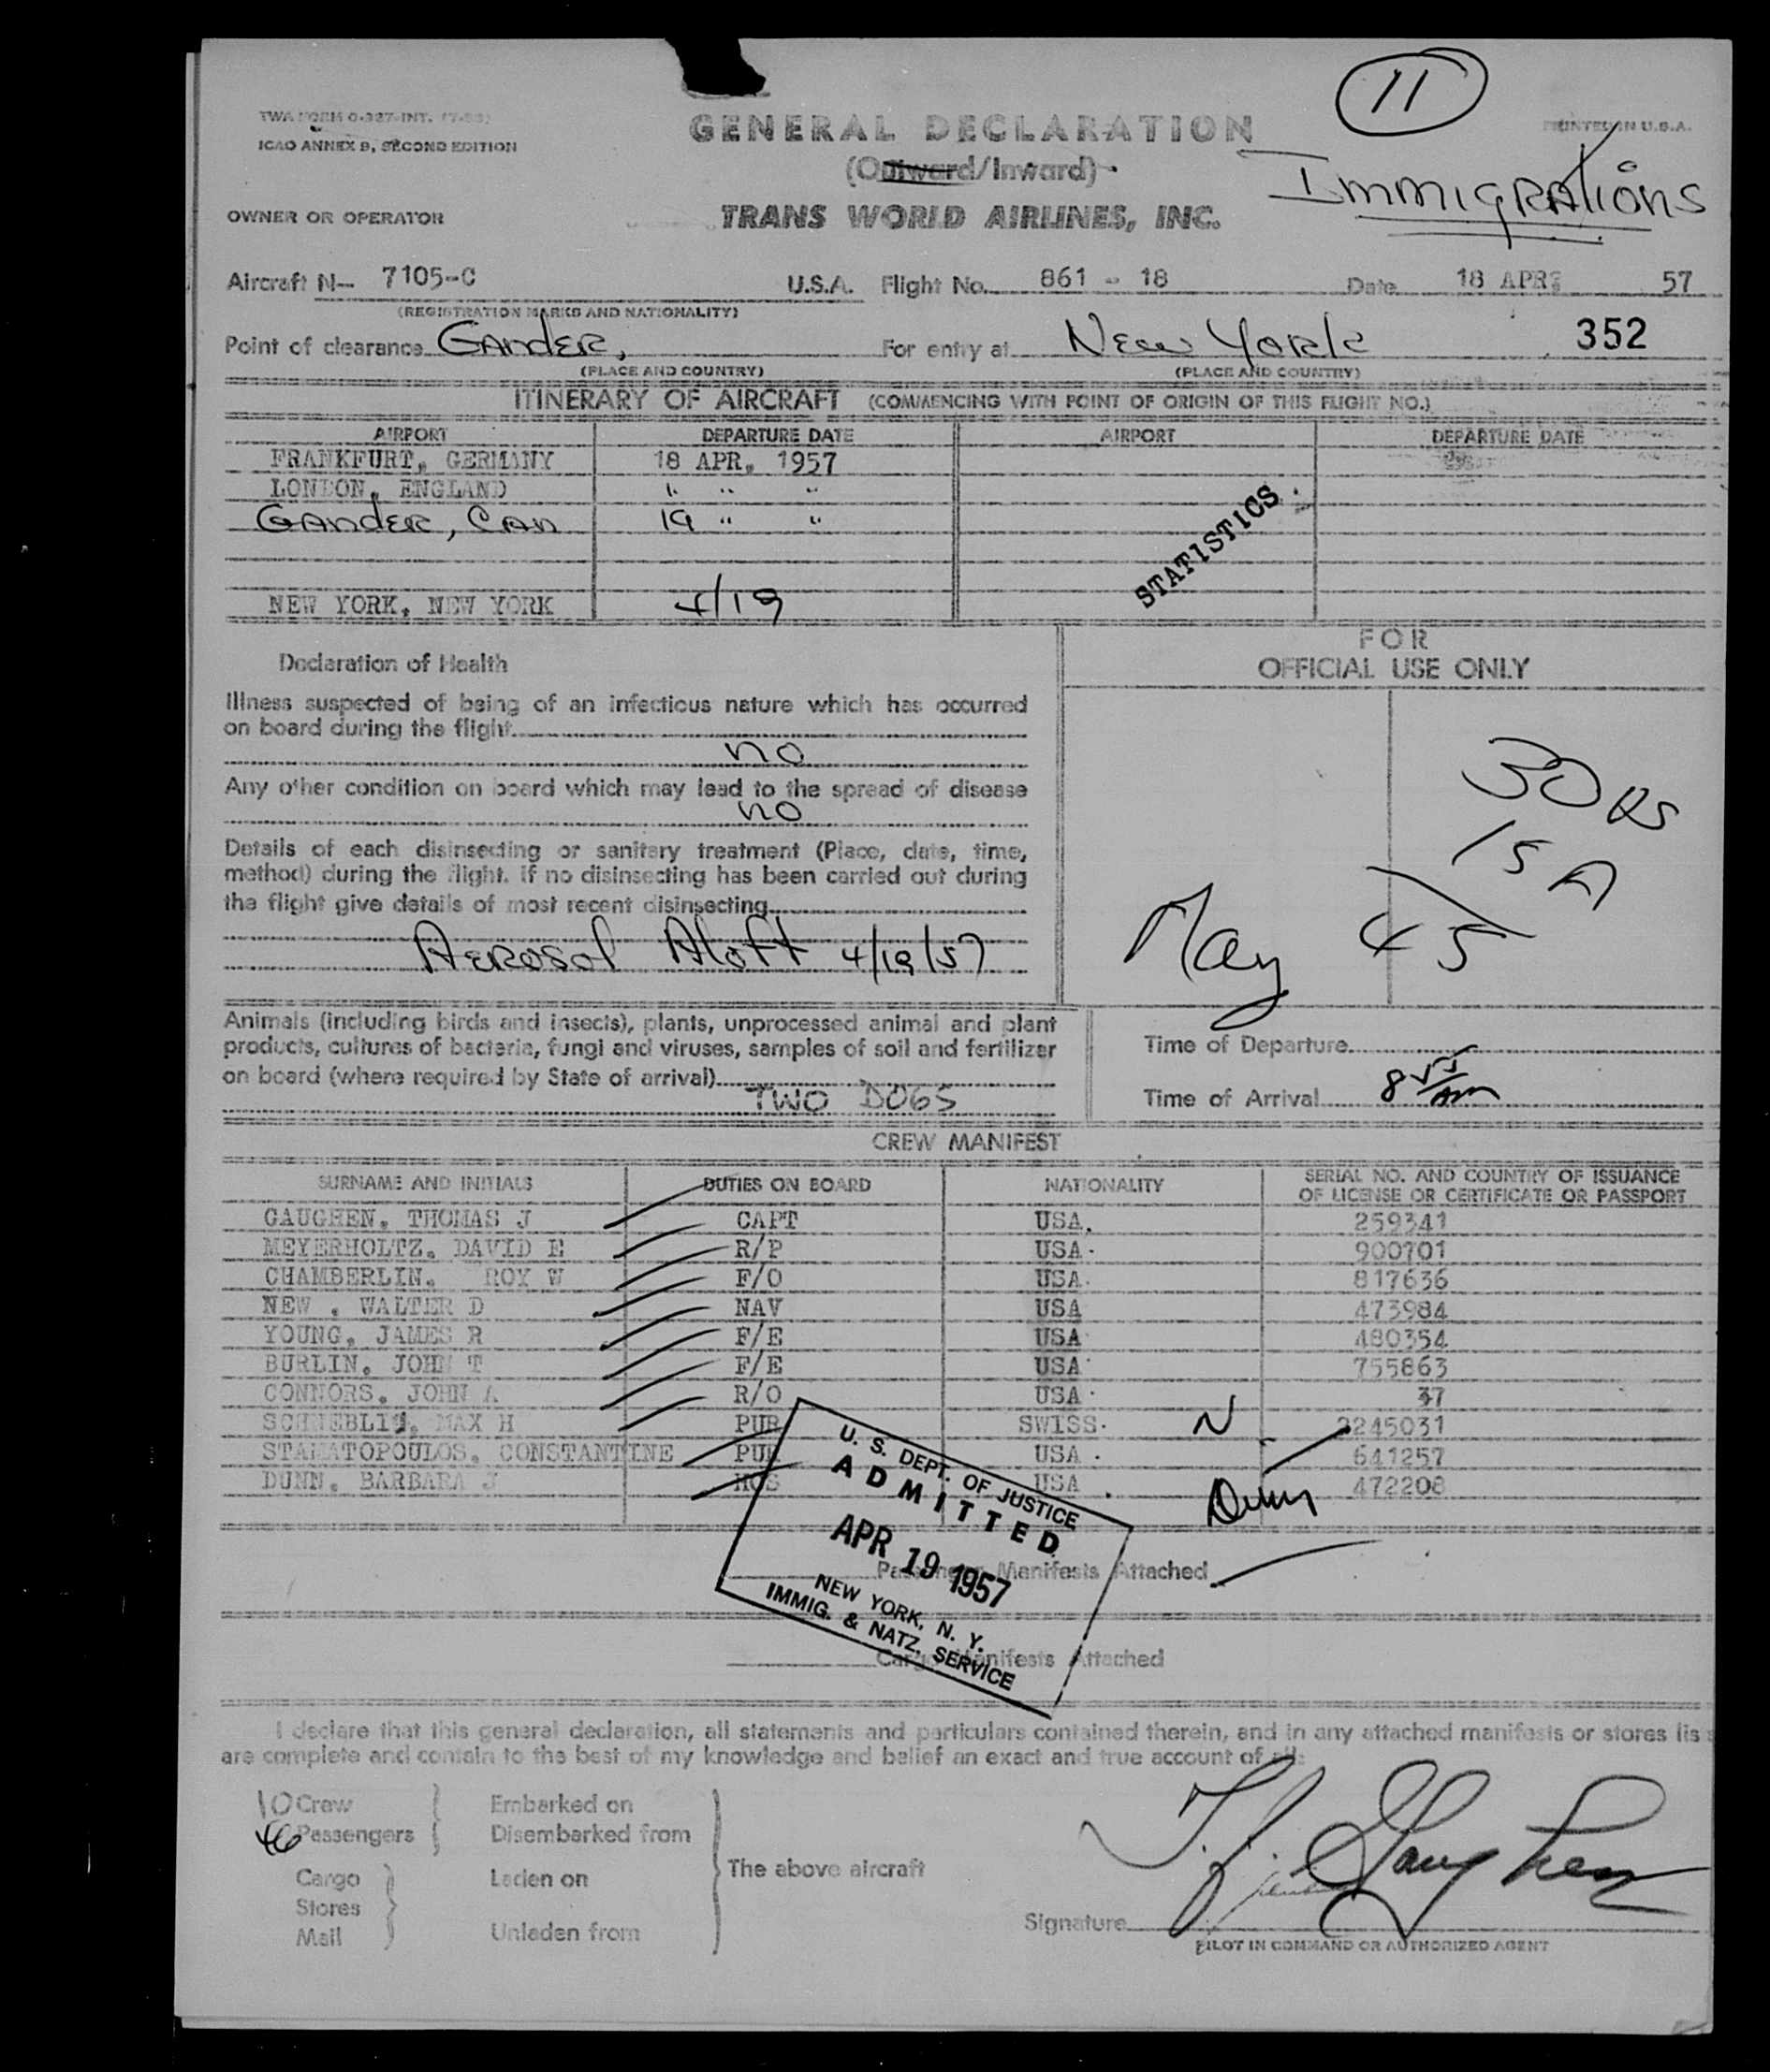 11
TWA FORM O-327-INT.
GENERAL DECLARATION
PRINTED IN U.S.A.
ICAO ANNEX 9, SECOND EDITION
(Outward/Inward)
IMMIGRATIONS
OWNER OR OPERATOR
TRANS WORLD AIRLINES, INC.
Aircraft N- 7105-C U.S.A. Flight No. 861 - 18 Date 18 APR 57
(REGISTRATION MARKS AND NATIONALITY)
Point of clearance GANDER, For entry at NEW YORK 352
(PLACE AND COUNTRY) (PLACE AND COUNTRY)
ITINERARY OF AIRCRAFT (COMMENCING WITH POINT OF ORIGIN OF THIS FLIGHT NO.)
AIRPORT DEPARTURE DATE AIRPORT DEPARTURE DATE
FRANKFURT, GERMANY 18 APR. 1957
LONDON, ENGLAND " " "
GANDER, CAN 19 " "
STATISTICS
NEW YORK, NEW YORK 4/19
FOR
OFFICIAL USE ONLY
Declaration of Health
Illness suspected of being of an infectious nature which has occurred
on board during the flight
no
Any other condition on board which may lead to the spread of disease
no
Details of each disinsecting or sanitary treatment (Place, date, time,
method) during the flight. If no disinsecting has been carried out during
the flight give details of most recent disinsecting
AEROSOL Aloft 4/19/57
30 us
15 A
May 45
Animals (including birds and insects), plants, unprocessed animal and plant
products, cultures of bacteria, fungi and viruses, samples of soil and fertilizer
on board (where required by State of arrival)
TWO DOGS
Time of Departure
Time of Arrival 8 55 AM
CREW MANIFEST
SURNAME AND INITIALS DUTIES ON BOARD NATIONALITY SERIAL NO. AND COUNTRY OF ISSUANCE
OF LICENSE OR CERTIFICATE OR PASSPORT
GAUGHEN, THOMAS J CAPT USA. 259341
MEYERHOLTZ, DAVID E R/P USA. 900701
CHAMBERLIN, ROY W F/O USA. 817636
NEW , WALTER D NAV USA 473984
YOUNG, JAMES R F/E USA 480354
BURLIN, JOHN T F/E USA 755863
CONNORS, JOHN A R/O USA 37
SCHNEBLI, MAX H PUR SWISS. N 2245031
STAMATOPOULOS, CONSTANTINE PUR USA . 641257
DUNN, BARBARA J HOS USA . 472208
U. S. DEPT. OF JUSTICE
ADMITTED
APR 19 1957
NEW YORK, N. Y.
IMMIG. & NATZ. SERVICE
Passenger Manifests Attached
Cargo Manifests Attached
I declare that this general declaration, all statements and particulars contained therein, and in any attached manifests or stores lis
are complete and contain to the best of my knowledge and belief an exact and true account of all:
10 Crew Embarked on
46 Passengers Disembarked from
The above aircraft
Cargo Laden on
Stores
Mail Unladen from
Signature T.J. Gaughen
PILOT IN COMMAND OR AUTHORIZED AGENT